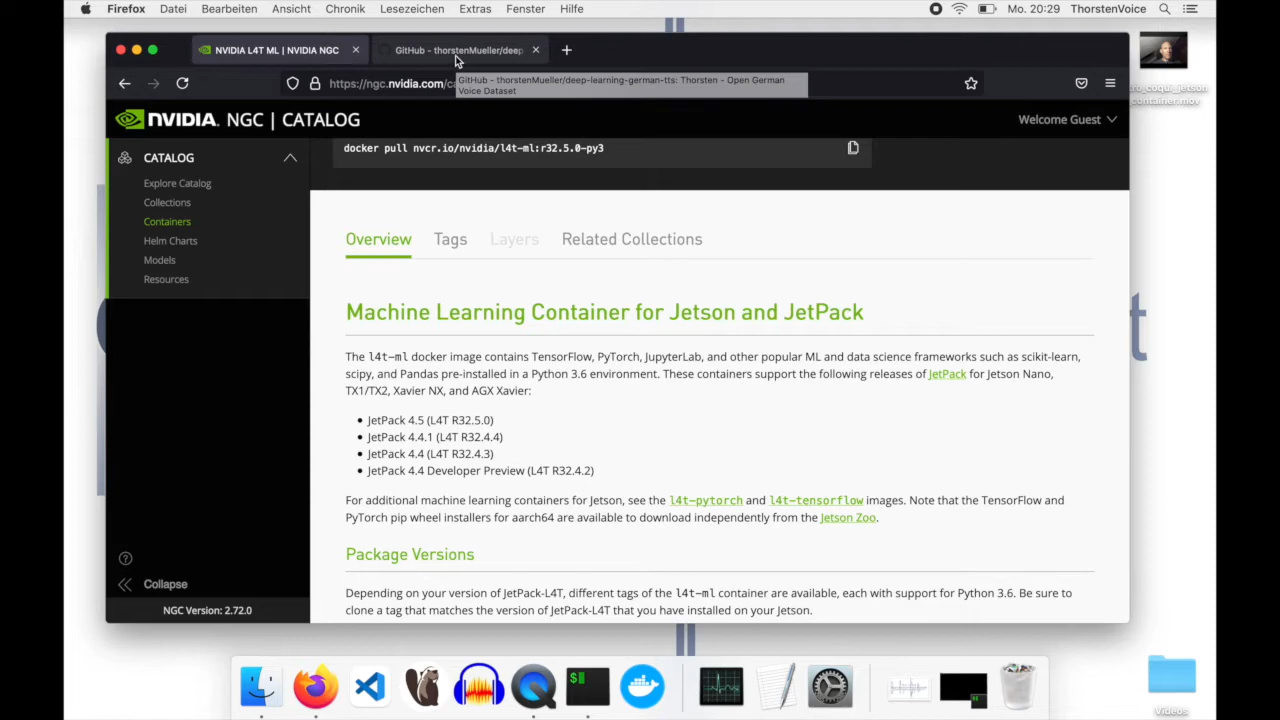 Firefox Datei Bearbeiten Ansicht Chronik Lesezeichen Extras Fenster Hilfe Mo. 20:29 ThorstenVoice
NVIDIA L4T ML | NVIDIA NGC
GitHub - thorstenMueller/deep
https://ngc.nvidia.com/c
GitHub - thorstenMueller/deep-learning-german-tts: Thorsten - Open German
Voice Dataset
container.mov
NVIDIA. NGC | CATALOG
Welcome Guest
CATALOG
Explore Catalog
Collections
Containers
Helm Charts
Models
Resources
Collapse
NGC Version: 2.72.0
docker pull nvcr.io/nvidia/l4t-ml:r32.5.0-py3
Overview Tags Layers Related Collections
Machine Learning Container for Jetson and JetPack
The l4t-ml docker image contains TensorFlow, PyTorch, JupyterLab, and other popular ML and data science frameworks such as scikit-learn,
scipy, and Pandas pre-installed in a Python 3.6 environment. These containers support the following releases of JetPack for Jetson Nano,
TX1/TX2, Xavier NX, and AGX Xavier:
JetPack 4.5 (L4T R32.5.0)
JetPack 4.4.1 (L4T R32.4.4)
JetPack 4.4 (L4T R32.4.3)
JetPack 4.4 Developer Preview (L4T R32.4.2)
For additional machine learning containers for Jetson, see the l4t-pytorch and l4t-tensorflow images. Note that the TensorFlow and
PyTorch pip wheel installers for aarch64 are available to download independently from the Jetson Zoo.
Package Versions
Depending on your version of JetPack-L4T, different tags of the l4t-ml container are available, each with support for Python 3.6. Be sure to
clone a tag that matches the version of JetPack-L4T that you have installed on your Jetson.
$
Videos